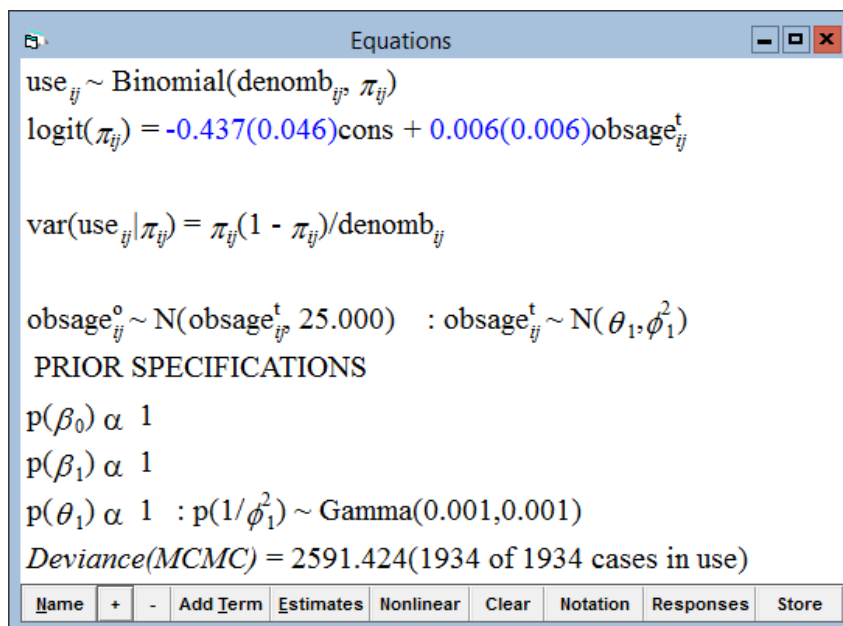 Equations
use_ij ~ Binomial(denomb_ij, π_ij)
logit(π_ij) = -0.437(0.046)cons + 0.006(0.006)obsage^t_ij
var(use_ij|π_ij) = π_ij(1 - π_ij)/denomb_ij
obsage^o_ij ~ N(obsage^t_ij, 25.000) : obsage^t_ij ~ N(θ_1,φ^2_1)
PRIOR SPECIFICATIONS
p(β_0) α 1
p(β_1) α 1
p(θ_1) α 1 : p(1/φ^2_1) ~ Gamma(0.001,0.001)
Deviance(MCMC) = 2591.424(1934 of 1934 cases in use)
Name + - Add Term Estimates Nonlinear Clear Notation Responses Store